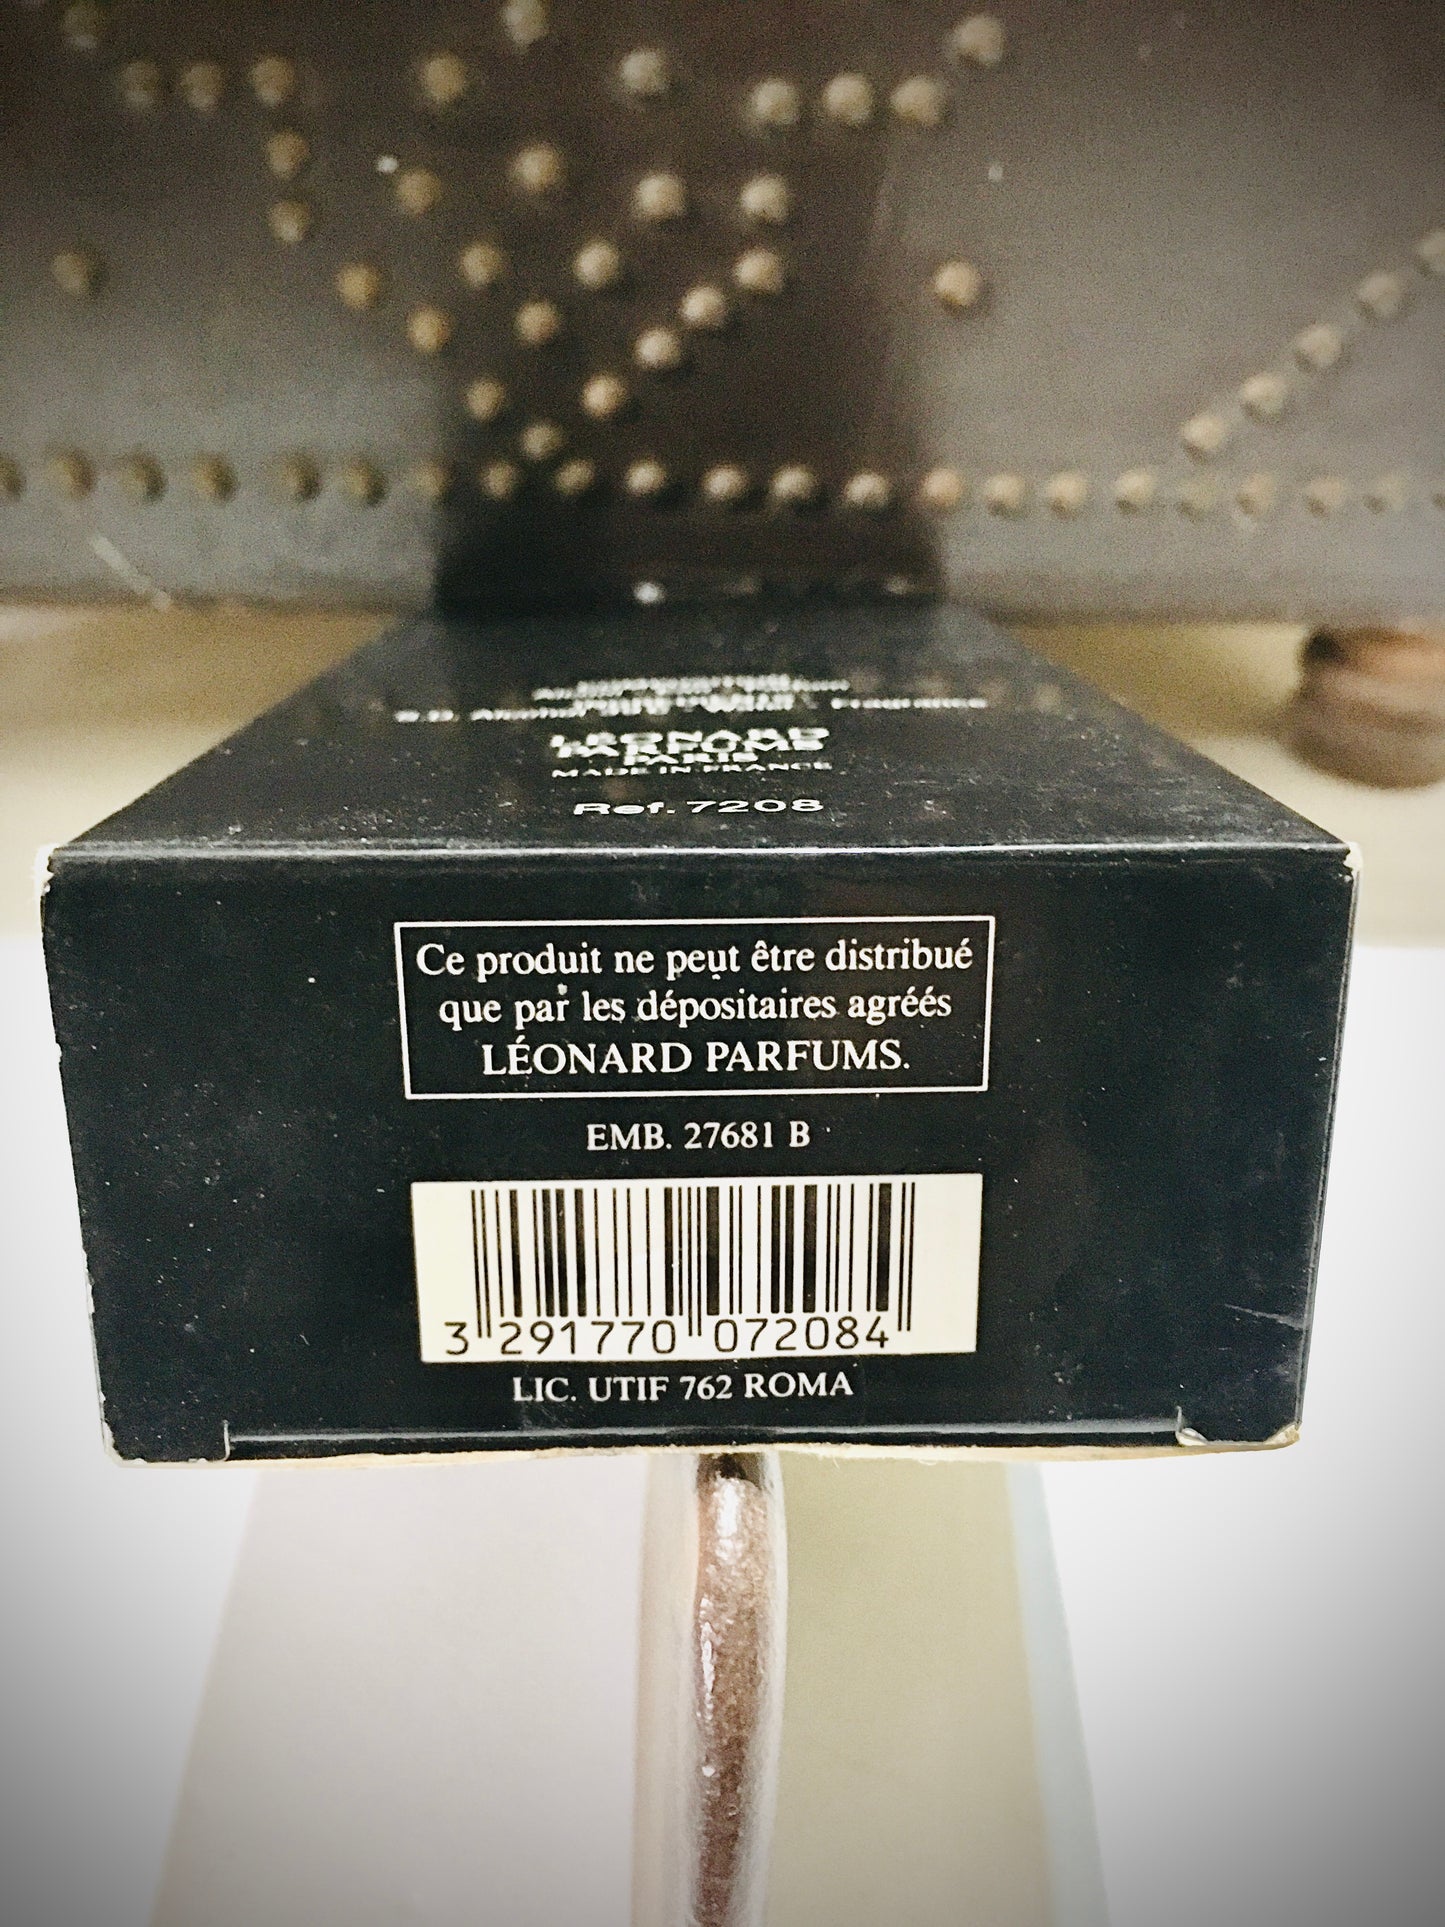 LÉONARD
PARFUMS
PARIS
MADE IN FRANCE
Ref. 7208
Ce produit ne peut être distribué
que par les dépositaires agréés
LÉONARD PARFUMS.
EMB. 27681 B
3 291770 072084
LIC. UTIF 762 ROMA